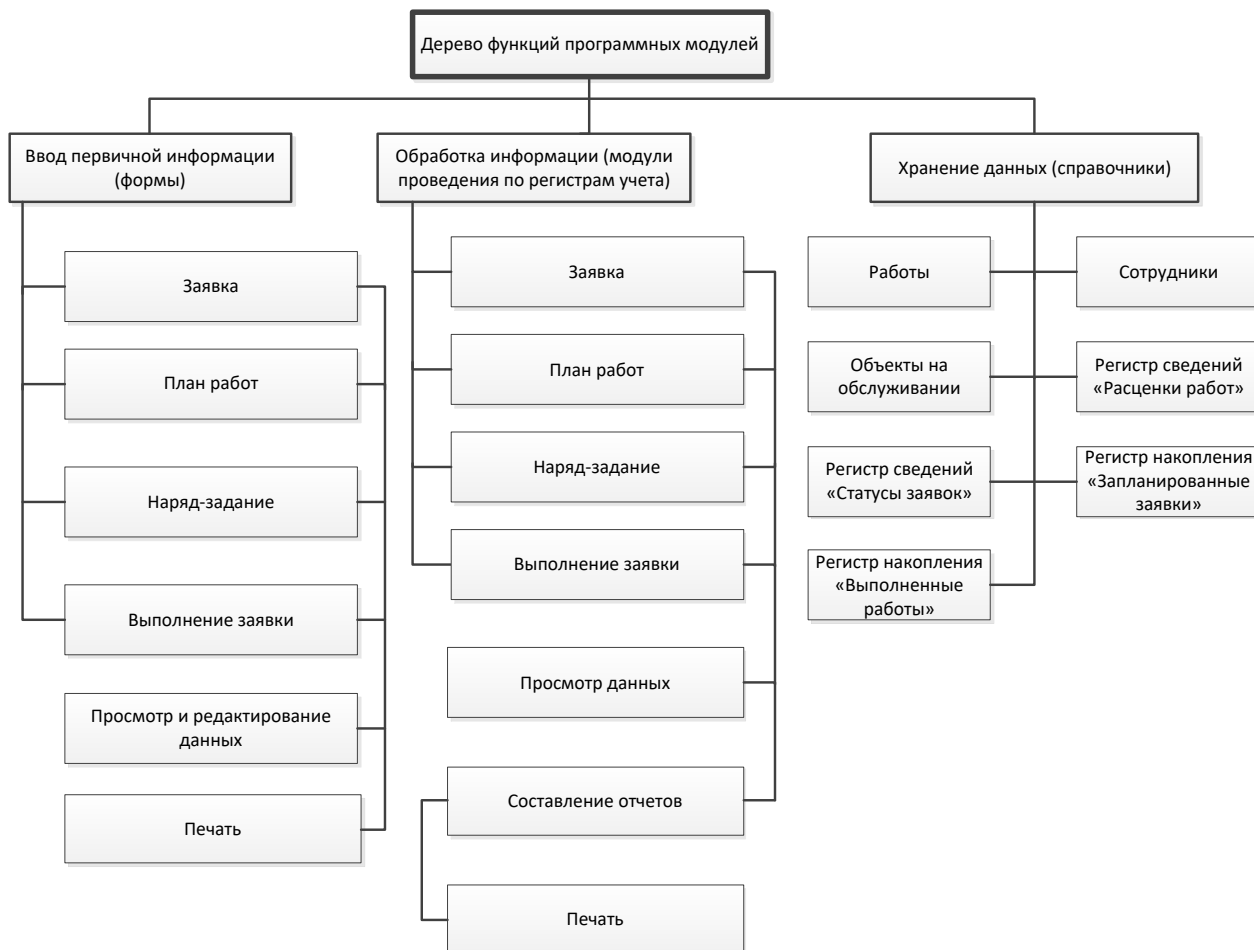 Дерево функций программных модулей
Ввод первичной информации
(формы)
Обработка информации (модули
проведения по регистрам учета)
Хранение данных (справочники)
Заявка
План работ
Наряд-задание
Выполнение заявки
Просмотр и редактирование
данных
Печать
Заявка
План работ
Наряд-задание
Выполнение заявки
Просмотр данных
Составление отчетов
Печать
Работы
Сотрудники
Объекты на
обслуживании
Регистр сведений
«Расценки работ»
Регистр сведений
«Статусы заявок»
Регистр накопления
«Запланированные
заявки»
Регистр накопления
«Выполненные
работы»